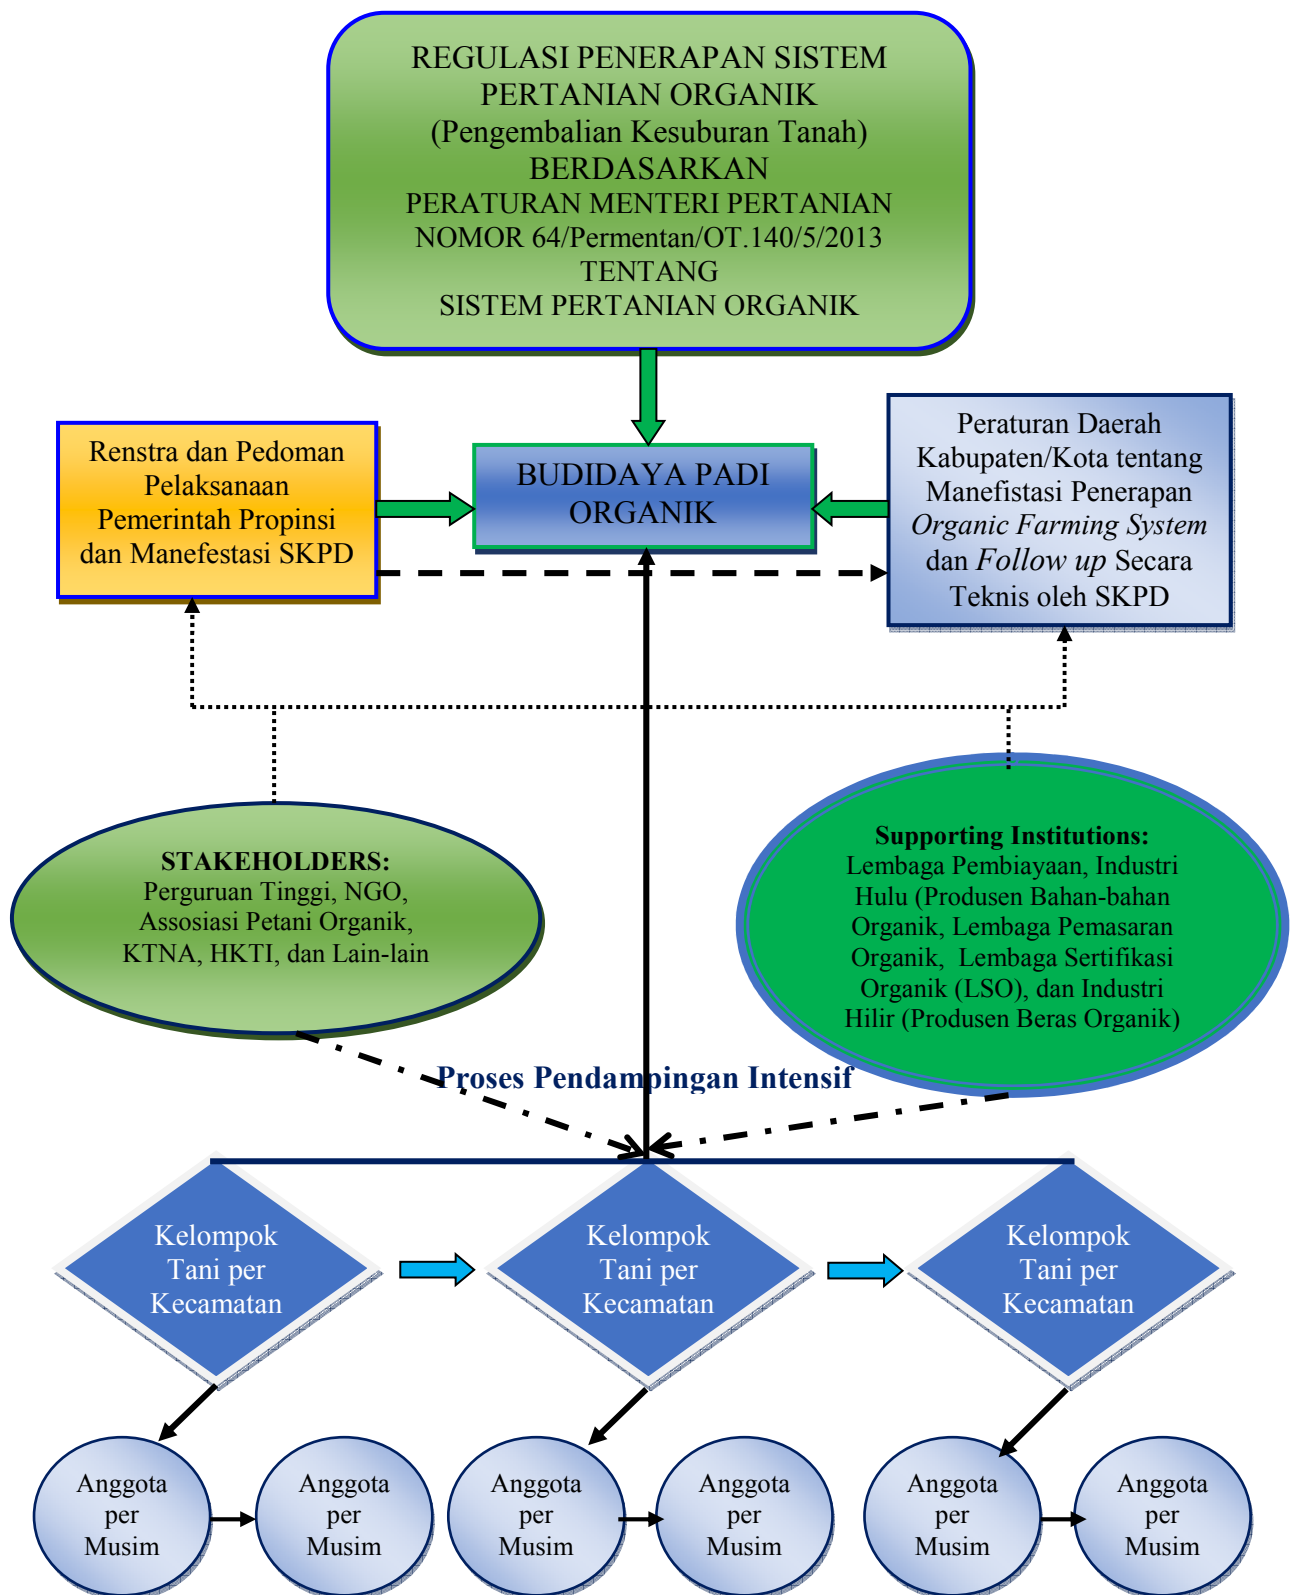 REGULASI PENERAPAN SISTEM
PERTANIAN ORGANIK
(Pengembalian Kesuburan Tanah)
BERDASARKAN
PERATURAN MENTERI PERTANIAN
NOMOR 64/Permentan/OT.140/5/2013
TENTANG
SISTEM PERTANIAN ORGANIK
Renstra dan Pedoman
Pelaksanaan
Pemerintah Propinsi
dan Manefestasi SKPD
BUDIDAYA PADI
ORGANIK
Peraturan Daerah
Kabupaten/Kota tentang
Manefistasi Penerapan
Organic Farming System
dan Follow up Secara
Teknis oleh SKPD
STAKEHOLDERS:
Perguruan Tinggi, NGO,
Assosiasi Petani Organik,
KTNA, HKTI, dan Lain-lain
Supporting Institutions:
Lembaga Pembiayaan, Industri
Hulu (Produsen Bahan-bahan
Organik, Lembaga Pemasaran
Organik, Lembaga Sertifikasi
Organik (LSO), dan Industri
Hilir (Produsen Beras Organik)
Proses Pendampingan Intensif
Kelompok
Tani per
Kecamatan
Kelompok
Tani per
Kecamatan
Kelompok
Tani per
Kecamatan
Anggota
per
Musim
Anggota
per
Musim
Anggota
per
Musim
Anggota
per
Musim
Anggota
per
Musim
Anggota
per
Musim